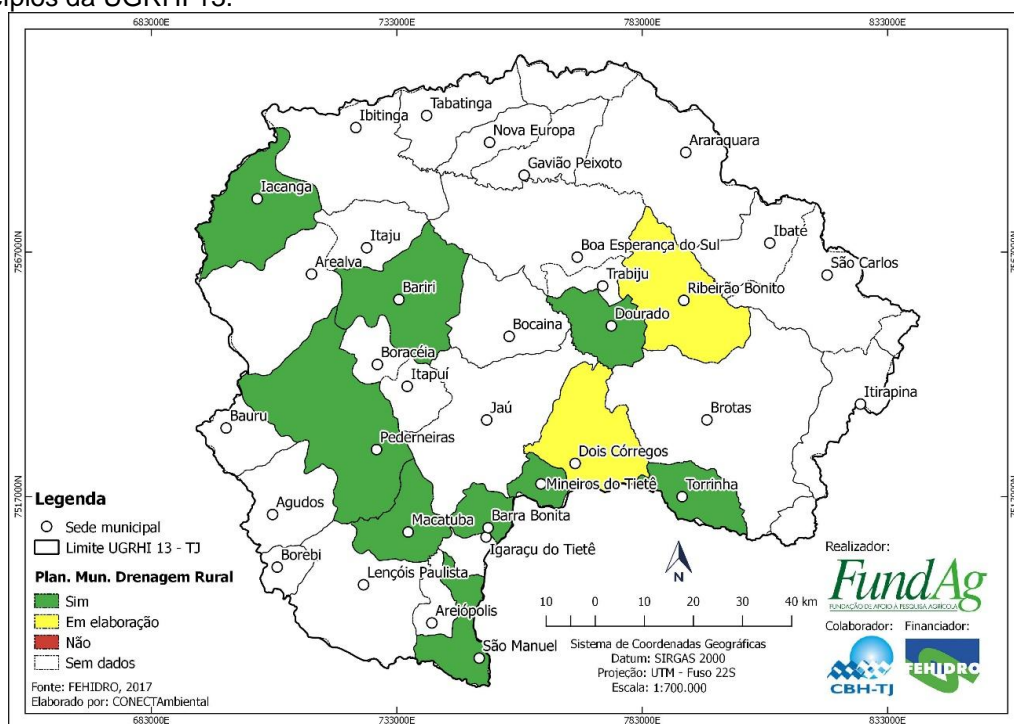 cípios da UGRHI 13.
683000E 733000E 783000E 833000E
Tabatinga
Ibitinga
Nova Europa
Araraquara
Gavião Peixoto
Iacanga
Itaju
Boa Esperança do Sul
Ibaté
7567000N
7567000N
Arealva
Trabiju
São Carlos
Bariri
Ribeirão Bonito
Dourado
Bocaina
Boracéia
Itapuí
Itirapina
Bauru
Jaú
Brotas
Pederneiras
Dois Córregos
Mineiros do Tietê
Torrinha
7517000N
7517000N
Agudos
Macatuba
Barra Bonita
Igaraçu do Tietê
Borebi
Lençóis Paulista
Areiópolis
São Manuel
Legenda
Sede municipal
Limite UGRHI 13 - TJ
Plan. Mun. Drenagem Rural
Sim
Em elaboração
Não
Sem dados
Fonte: FEHIDRO, 2017
Elaborado por: CONECTAmbiental
N
10 0 10 20 30 40 km
Sistema de Coordenadas Geográficas
Datum: SIRGAS 2000
Projeção: UTM - Fuso 22S
Escala: 1:700.000
Realizador:
FundAg
FUNDAÇÃO DE APOIO À PESQUISA AGRÍCOLA
Colaborador: Financiador:
CBH-TJ
FEHIDRO
683000E 733000E 783000E 833000E